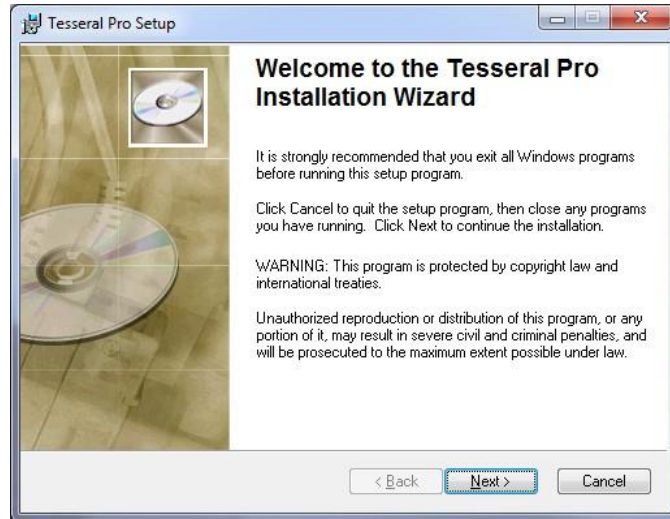 Tesseral Pro Setup
Welcome to the Tesseral Pro
Installation Wizard
It is strongly recommended that you exit all Windows programs
before running this setup program.
Click Cancel to quit the setup program, then close any programs
you have running.  Click Next to continue the installation.
WARNING: This program is protected by copyright law and
international treaties.
Unauthorized reproduction or distribution of this program, or any
portion of it, may result in severe civil and criminal penalties, and
will be prosecuted to the maximum extent possible under law.
< Back Next > Cancel